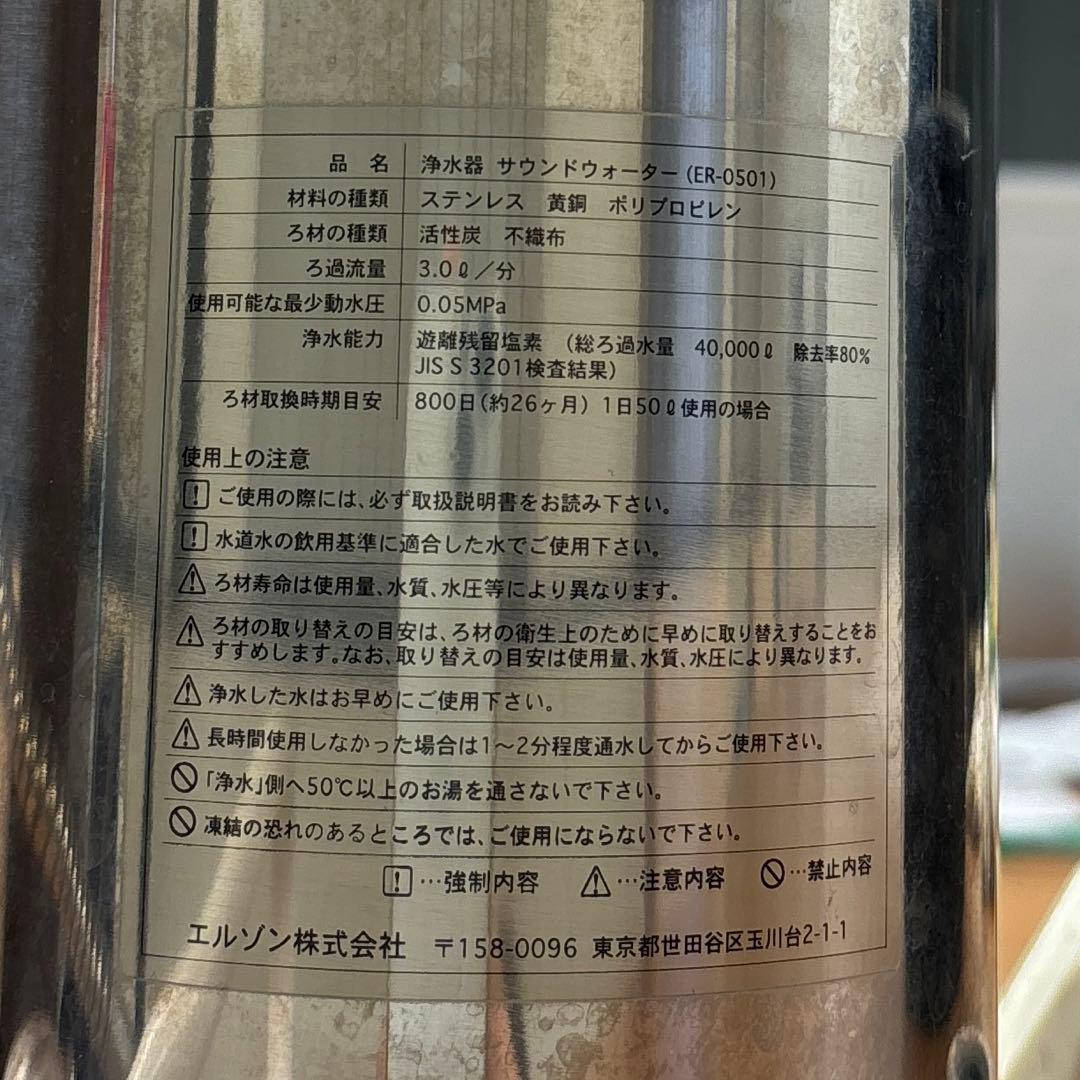 品 名 浄水器 サウンドウォーター (ER-0501)
材料の種類 ステンレス 黄銅 ポリプロピレン
ろ材の種類 活性炭 不織布
ろ過流量 3.0ℓ/分
使用可能な最少動水圧 0.05MPa
浄水能力 遊離残留塩素 (総ろ過水量 40,000ℓ 除去率80%
JIS S 3201検査結果)
ろ材取換時期目安 800日(約26ヶ月) 1日50ℓ使用の場合
使用上の注意
ご使用の際には、必ず取扱説明書をお読み下さい。
水道水の飲用基準に適合した水でご使用下さい。
ろ材寿命は使用量、水質、水圧等により異なります。
ろ材の取り替えの目安は、ろ材の衛生上のために早めに取り替えすることをお
すすめします。なお、取り替えの目安は使用量、水質、水圧により異なります。
浄水した水はお早めにご使用下さい。
長時間使用しなかった場合は1〜2分程度通水してからご使用下さい。
「浄水」側へ50℃以上のお湯を通さないで下さい。
凍結の恐れのあるところでは、ご使用にならないで下さい。
…強制内容 …注意内容 …禁止内容
エルゾン株式会社 〒158-0096 東京都世田谷区玉川台2-1-1